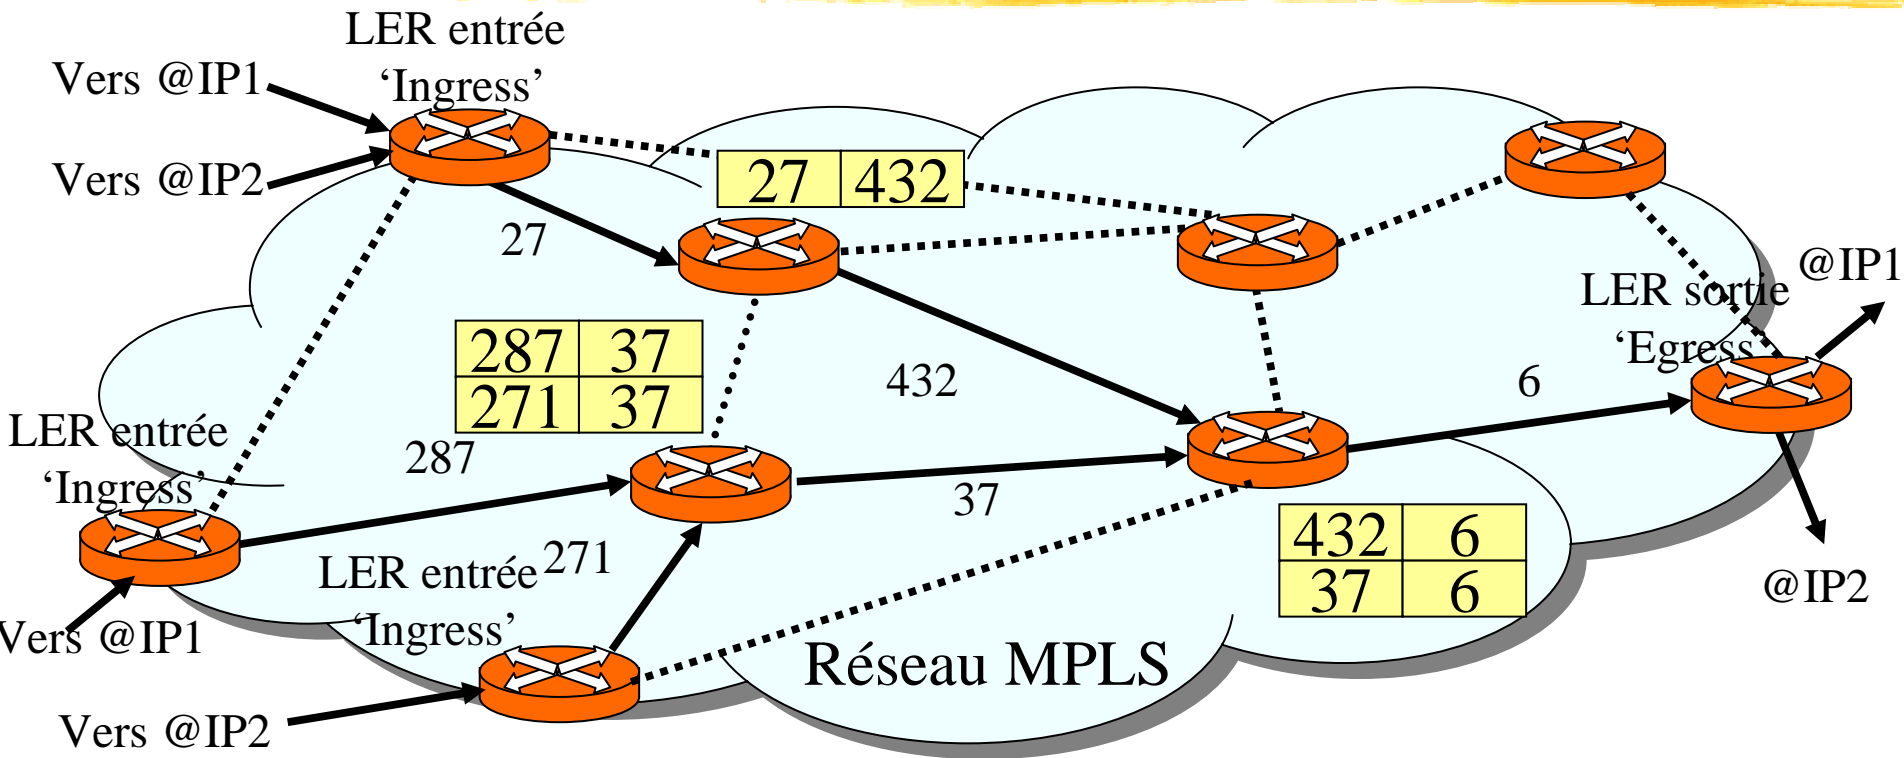 LER entrée
‘Ingress’
Vers @IP1
Vers @IP2
27 432
27
@IP1
LER sortie
‘Egress
287 37
271 37
432
6
LER entrée
‘Ingress’
287
37
432 6
37 6
271
LER entrée
‘Ingress’
@IP2
Vers @IP1
Réseau MPLS
Vers @IP2